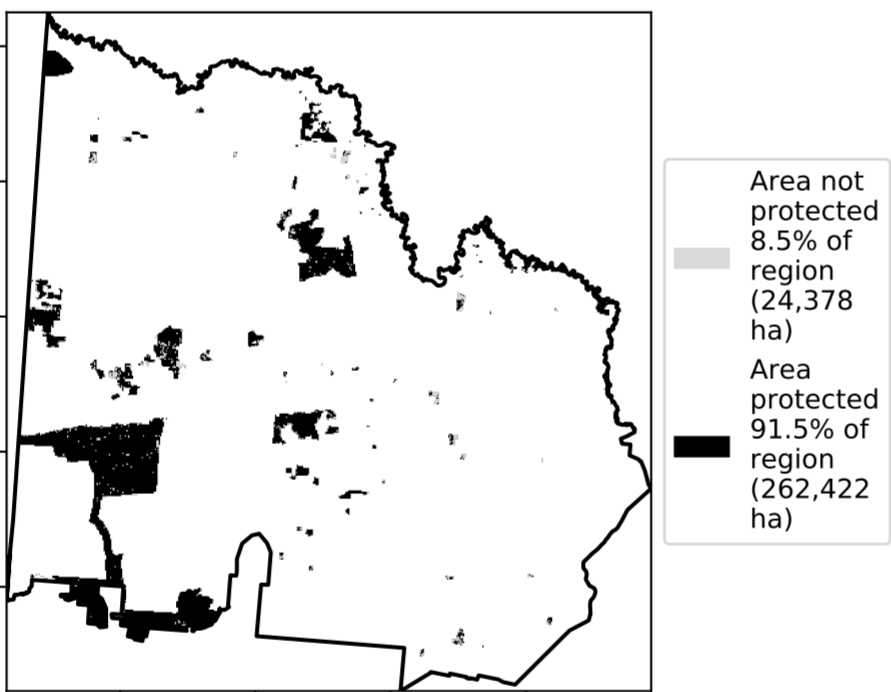 Area not
protected
8.5% of
region
(24,378
ha)
Area
protected
91.5% of
region
(262,422
ha)